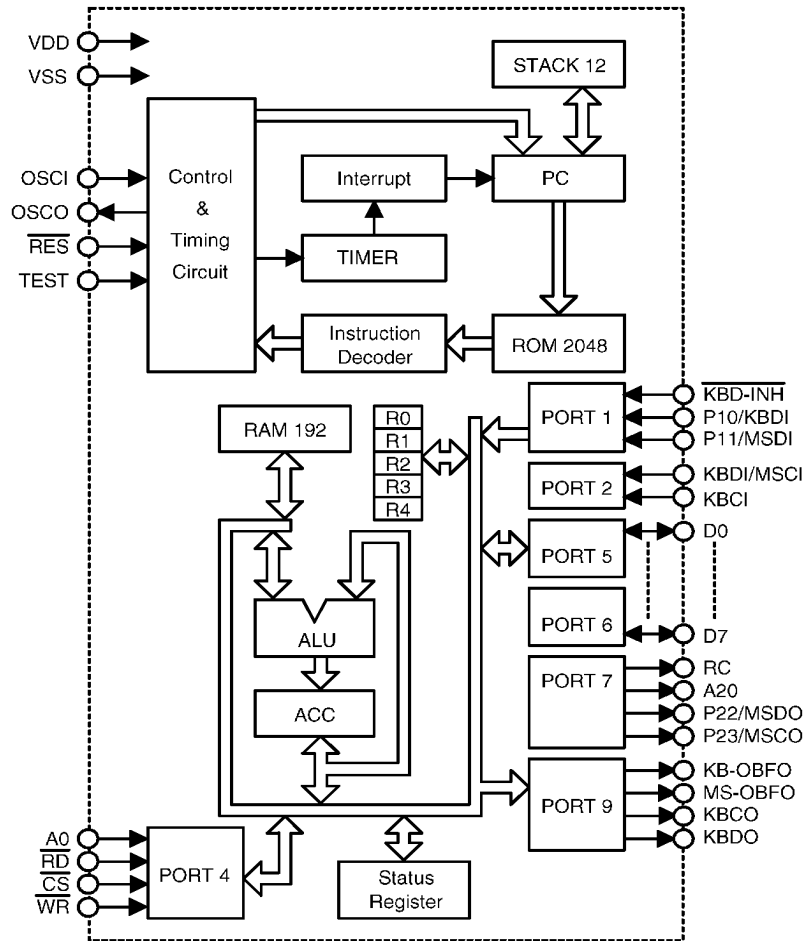 VDD
VSS
STACK 12
OSCI
OSCO
RES
TEST
Control
&
Timing
Circuit
Interrupt
PC
TIMER
Instruction
Decoder
ROM 2048
RAM 192
R0
R1
R2
R3
R4
PORT 1
KBD-INH
P10/KBDI
P11/MSDI
PORT 2
KBDI/MSCI
KBCI
PORT 5
D0
PORT 6
D7
ALU
ACC
PORT 7
RC
A20
P22/MSDO
P23/MSCO
PORT 9
KB-OBFO
MS-OBFO
KBCO
KBDO
A0
RD
CS
WR
PORT 4
Status
Register